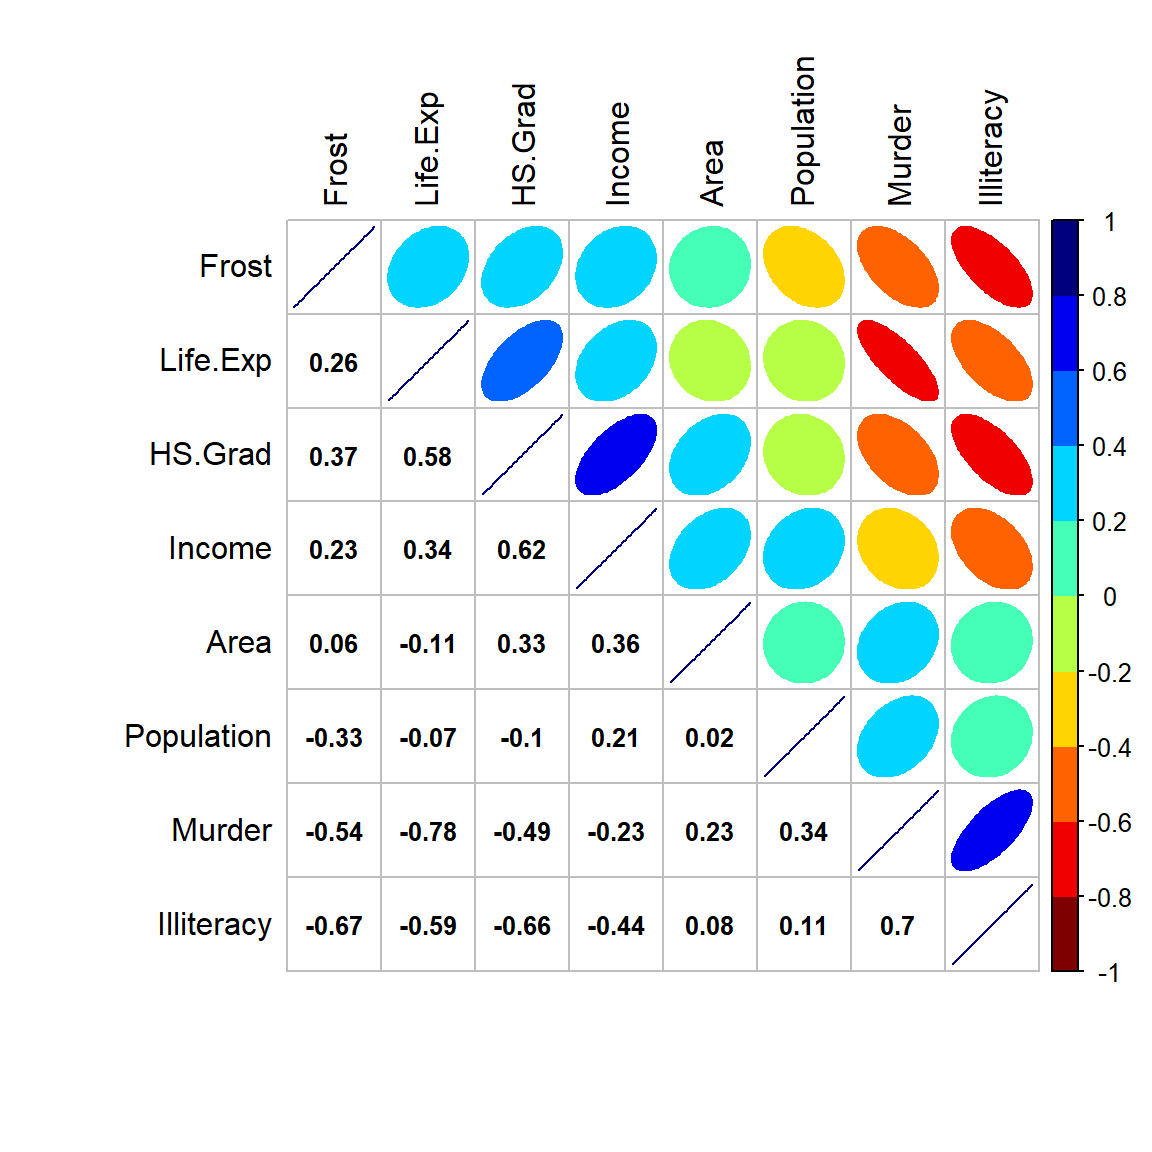 Frost Life.Exp HS.Grad Income Area Population Murder Illiteracy
Frost
Life.Exp 0.26
HS.Grad 0.37 0.58
Income 0.23 0.34 0.62
Area 0.06 -0.11 0.33 0.36
Population -0.33 -0.07 -0.1 0.21 0.02
Murder -0.54 -0.78 -0.49 -0.23 0.23 0.34
Illiteracy -0.67 -0.59 -0.66 -0.44 0.08 0.11 0.7
1
0.8
0.6
0.4
0.2
0
-0.2
-0.4
-0.6
-0.8
-1